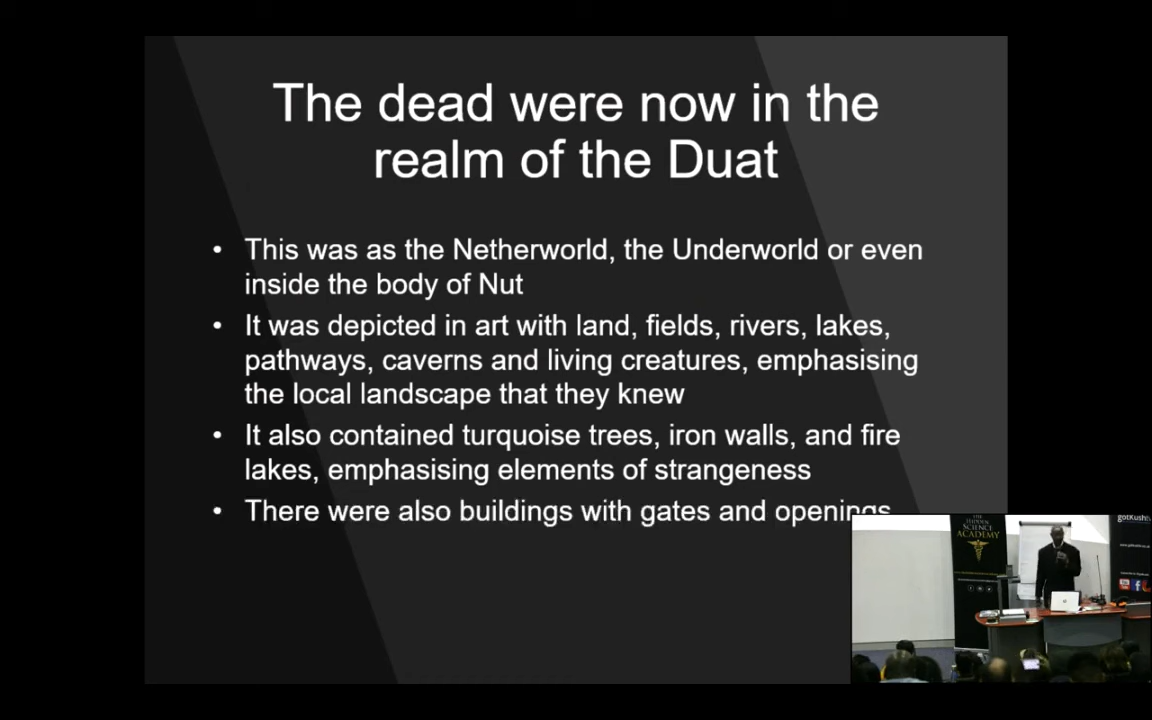 The dead were now in the
realm of the Duat
• This was as the Netherworld, the Underworld or even
inside the body of Nut
• It was depicted in art with land, fields, rivers, lakes,
pathways, caverns and living creatures, emphasising
the local landscape that they knew
• It also contained turquoise trees, iron walls, and fire
lakes, emphasising elements of strangeness
• There were also buildings with gates and openings
THE
HIDDEN
SCIENCE
ACADEMY